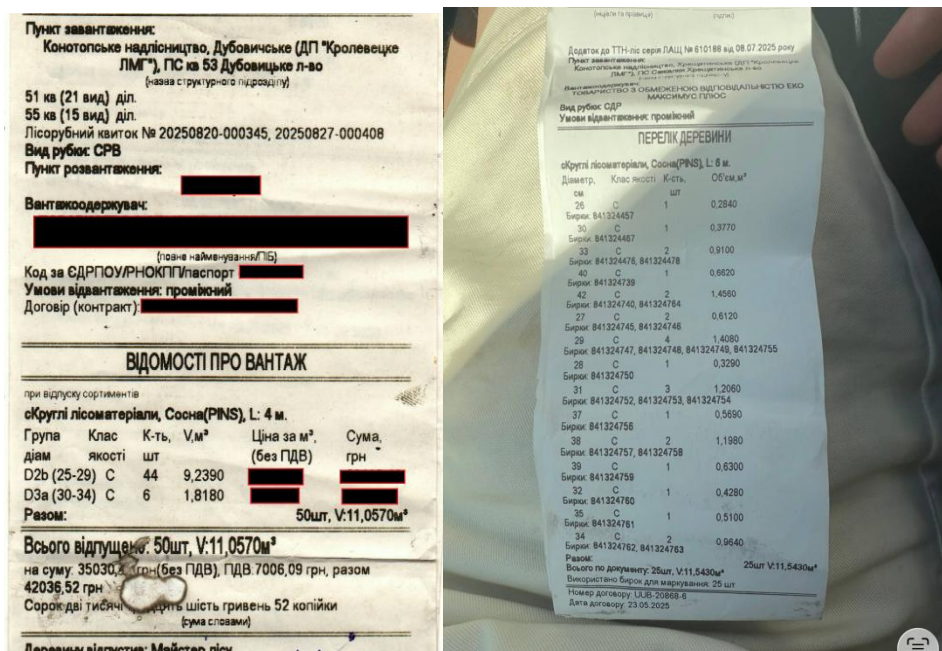 Пункт завантаження:
Конотопське надлісництво, Дубовичське (ДП "Кролевецке
ЛМГ"), ПС кв 53 Дубовицьке л-во
(назва структурного підрозділу)
51 кв (21 вид) діл.
55 кв (15 вид) діл.
Лісорубний квиток № 20250820-000345, 20250827-000408
Вид рубки: СРВ
Пункт розвантаження:
Вантажоодержувач:
(повне найменування/ПІБ)
Код за ЄДРПОУ/РНОКПП/паспорт
Умови відвантаження: проміжний
Договір (контракт):
ВІДОМОСТІ ПРО ВАНТАЖ
при відпуску сортиментів
сКруглі лісоматеріали, Сосна(PINS), L: 4 м.
Група Клас К-ть, V,м³ Ціна за м³, Сума,
діам якості шт (без ПДВ) грн
D2b (25-29) С 44 9,2390
D3a (30-34) С 6 1,8180
Разом: 50шт, V:11,0570м³
Всього відпущено: 50шт, V:11,0570м³
на суму: 35030, грн(без ПДВ), ПДВ:7006,09 грн, разом
42036,52 грн
Сорок дві тисячі шість гривень 52 копійки
(сума словами)
Деревину відпустив: Майстер лісу
(ініціали та прізвище) (підпис)
Додаток до ТТН-ліс серія ЛАЩ № 610188 від 08.07.2025 року
Пункт завантаження:
Конотопське надлісництво, (ДП "Кролевецке
ЛМГ"), ПС
(назва структурного підрозділу)
Вантажоодержувач:
ТОВАРИСТВО З ОБМЕЖЕНОЮ ВІДПОВІДАЛЬНІСТЮ ЕКО
МАКСИМУС ПЛЮС
Вид рубки: СДР
Умови відвантаження: проміжний
ПЕРЕЛІК ДЕРЕВИНИ
сКруглі лісоматеріали, Сосна(PINS), L: 6 м.
Діаметр, Клас якості К-сть, Об'єм,м³
см шт
26 С 1 0,2840
Бирки: 841324457
30 С 1 0,3770
Бирки: 841324467
33 С 2 0,9100
Бирки: 841324476, 841324478
40 С 1 0,6620
Бирки: 841324739
42 С 2 1,4560
Бирки: 841324740, 841324764
27 С 2 0,6120
Бирки: 841324745, 841324746
29 С 4 1,4080
Бирки: 841324747, 841324748, 841324749, 841324755
28 С 1 0,3290
Бирки: 841324750
31 С 3 1,2060
Бирки: 841324752, 841324753, 841324754
37 С 1 0,5690
Бирки: 841324756
38 С 2 1,1980
Бирки: 841324757, 841324758
39 С 1 0,6300
Бирки: 841324759
32 С 1 0,4280
Бирки: 841324760
35 С 1 0,5100
Бирки: 841324761
34 С 2 0,9640
Бирки: 841324762, 841324763
Разом: 25шт V:11,5430м³
Всього по документу: 25шт, V:11,5430м³
Використано бирок для маркування: 25 шт
Номер договору: UUB-20868-6
Дата договору: 23.05.2025